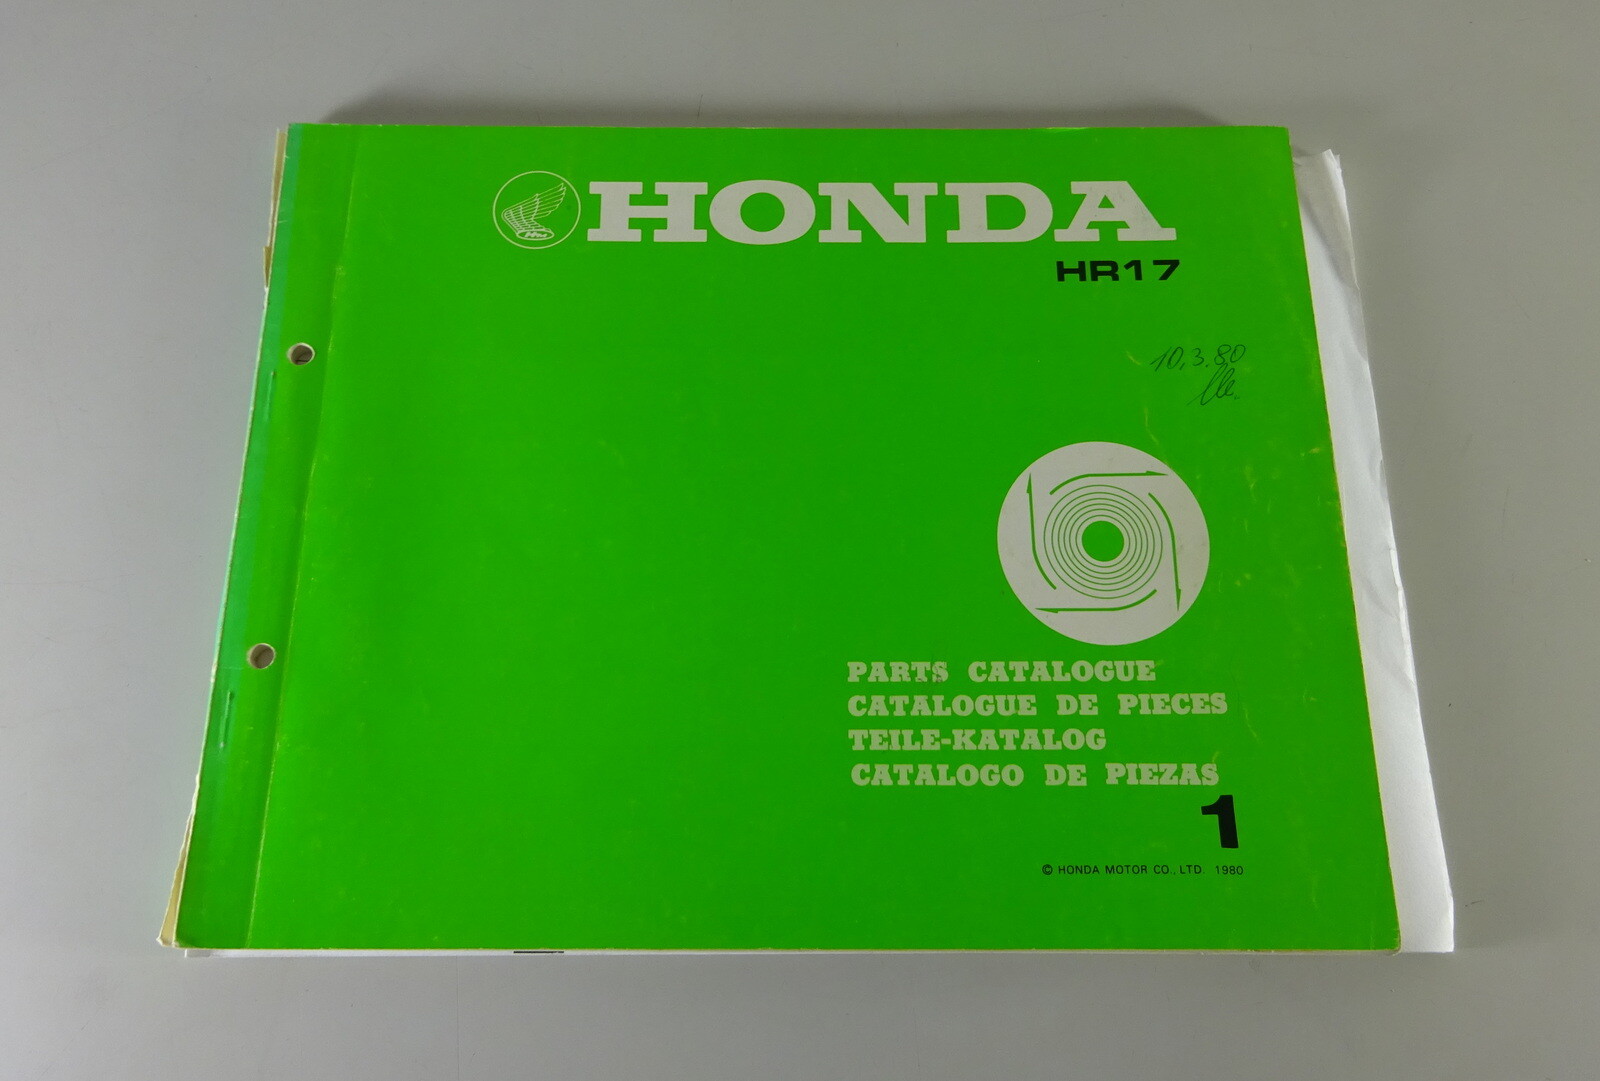 HONDA
HR17
10.3.80
PARTS CATALOGUE
CATALOGUE DE PIECES
TEILE-KATALOG
CATALOGO DE PIEZAS
1
© HONDA MOTOR CO., LTD. 1980